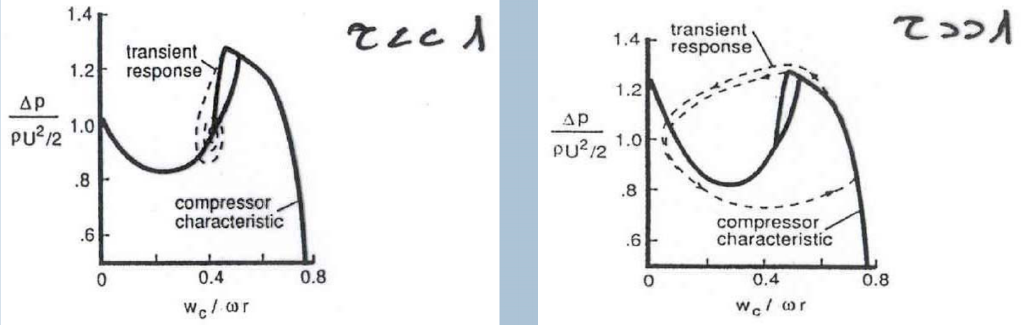 1.4
τ<<1
transient
response
1.2
Δp
ρU²/2
1.0
.8
compressor
characteristic
.6
0
0.4
0.8
w_c / ωr
1.4
τ>>1
transient
response
1.2
Δp
ρU²/2
1.0
.8
compressor
characteristic
.6
0
0.4
0.8
w_c / ωr